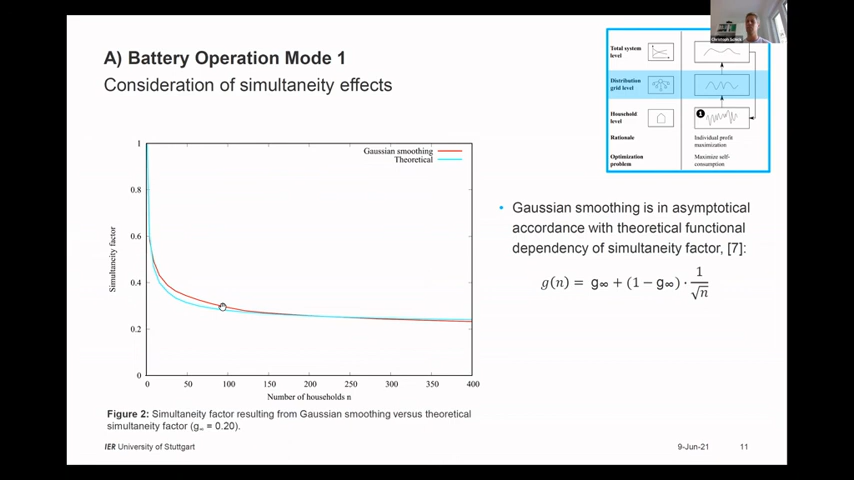 A) Battery Operation Mode 1
Consideration of simultaneity effects
Total system
level
Distribution
grid level
Household
level
1
Rationale
Individual profit
maximization
Optimization
problem
Maximize self-
consumption
Gaussian smoothing
Theoretical
1
0.8
0.6
0.4
0.2
0
Simultaneity factor
0 50 100 150 200 250 300 350 400
Number of households n
Figure 2: Simultaneity factor resulting from Gaussian smoothing versus theoretical
simultaneity factor (g∞ = 0.20).
• Gaussian smoothing is in asymptotical
accordance with theoretical functional
dependency of simultaneity factor, [7]:
g(n) = g∞ + (1 − g∞) · 1/√n
IER University of Stuttgart
9-Jun-21
11